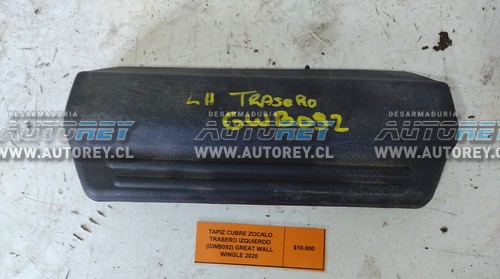 LH TRASERO
GWB092
DESARMADURIA DESARMADURIA DESARMADURIA
AUTOREY AUTOREY AUTOREY
WWW.AUTOREY.CL WWW.AUTOREY.CL WWW.AUTOREY.CL
TAPIZ CUBRE ZOCALO
TRASERO IZQUIERDO
(GWB092) GREAT WALL
WINGLE 2020
$10.000